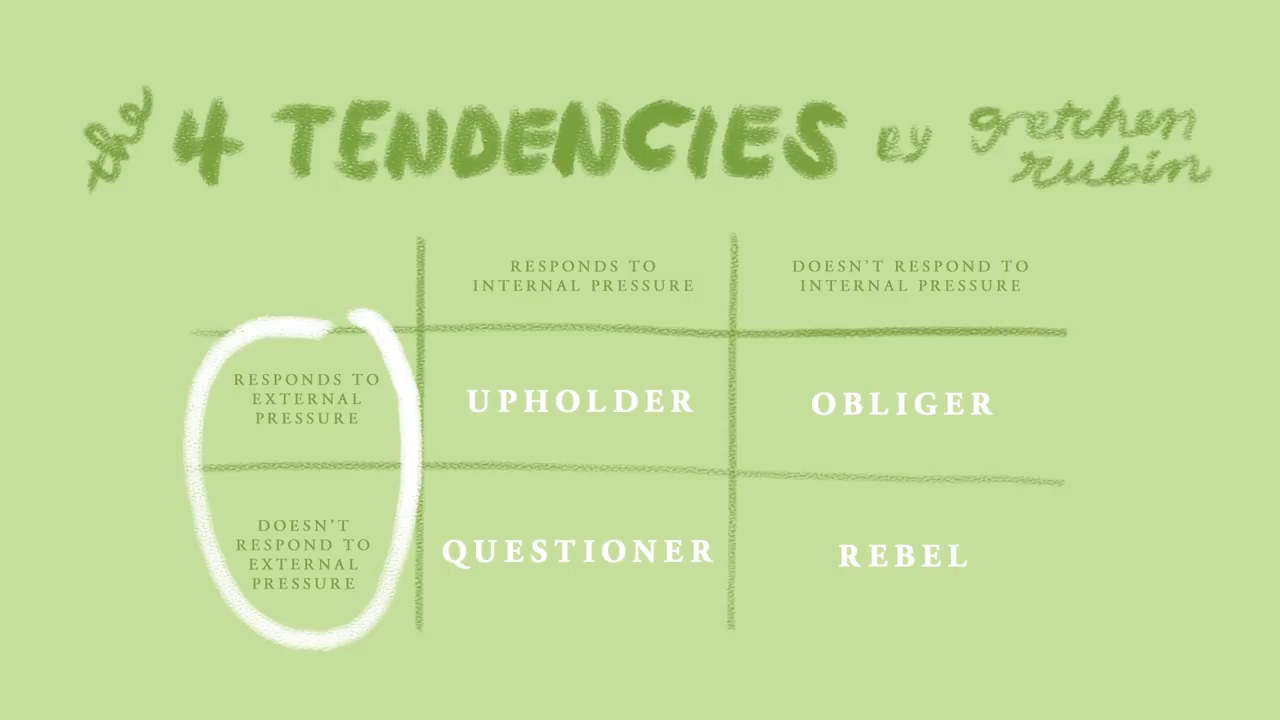 the 4 TENDENCIES BY gretchen
rubin
RESPONDS TO
INTERNAL PRESSURE
DOESN'T RESPOND TO
INTERNAL PRESSURE
RESPONDS TO
EXTERNAL
PRESSURE
UPHOLDER
OBLIGER
DOESN'T
RESPOND TO
EXTERNAL
PRESSURE
QUESTIONER
REBEL